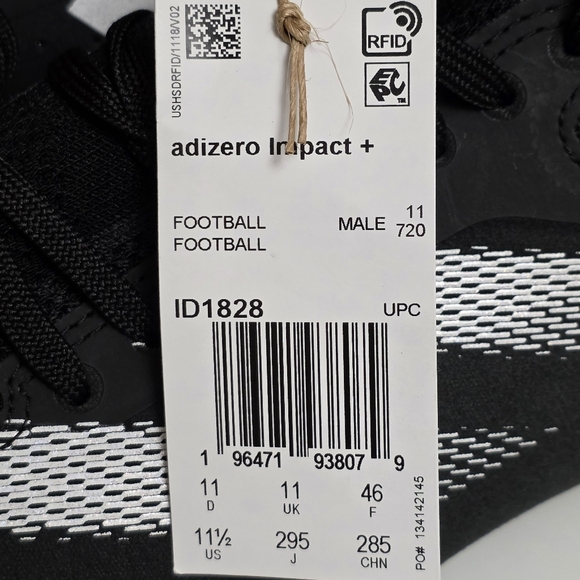 USHSDRFID/1118/V02
RFID
EPC™
adizero Impact +
FOOTBALL MALE 11
FOOTBALL 720
ID1828 UPC
1 96471 93807 9
11 11 46
D UK F
11½ 295 285
US J CHN
PO# 134142145